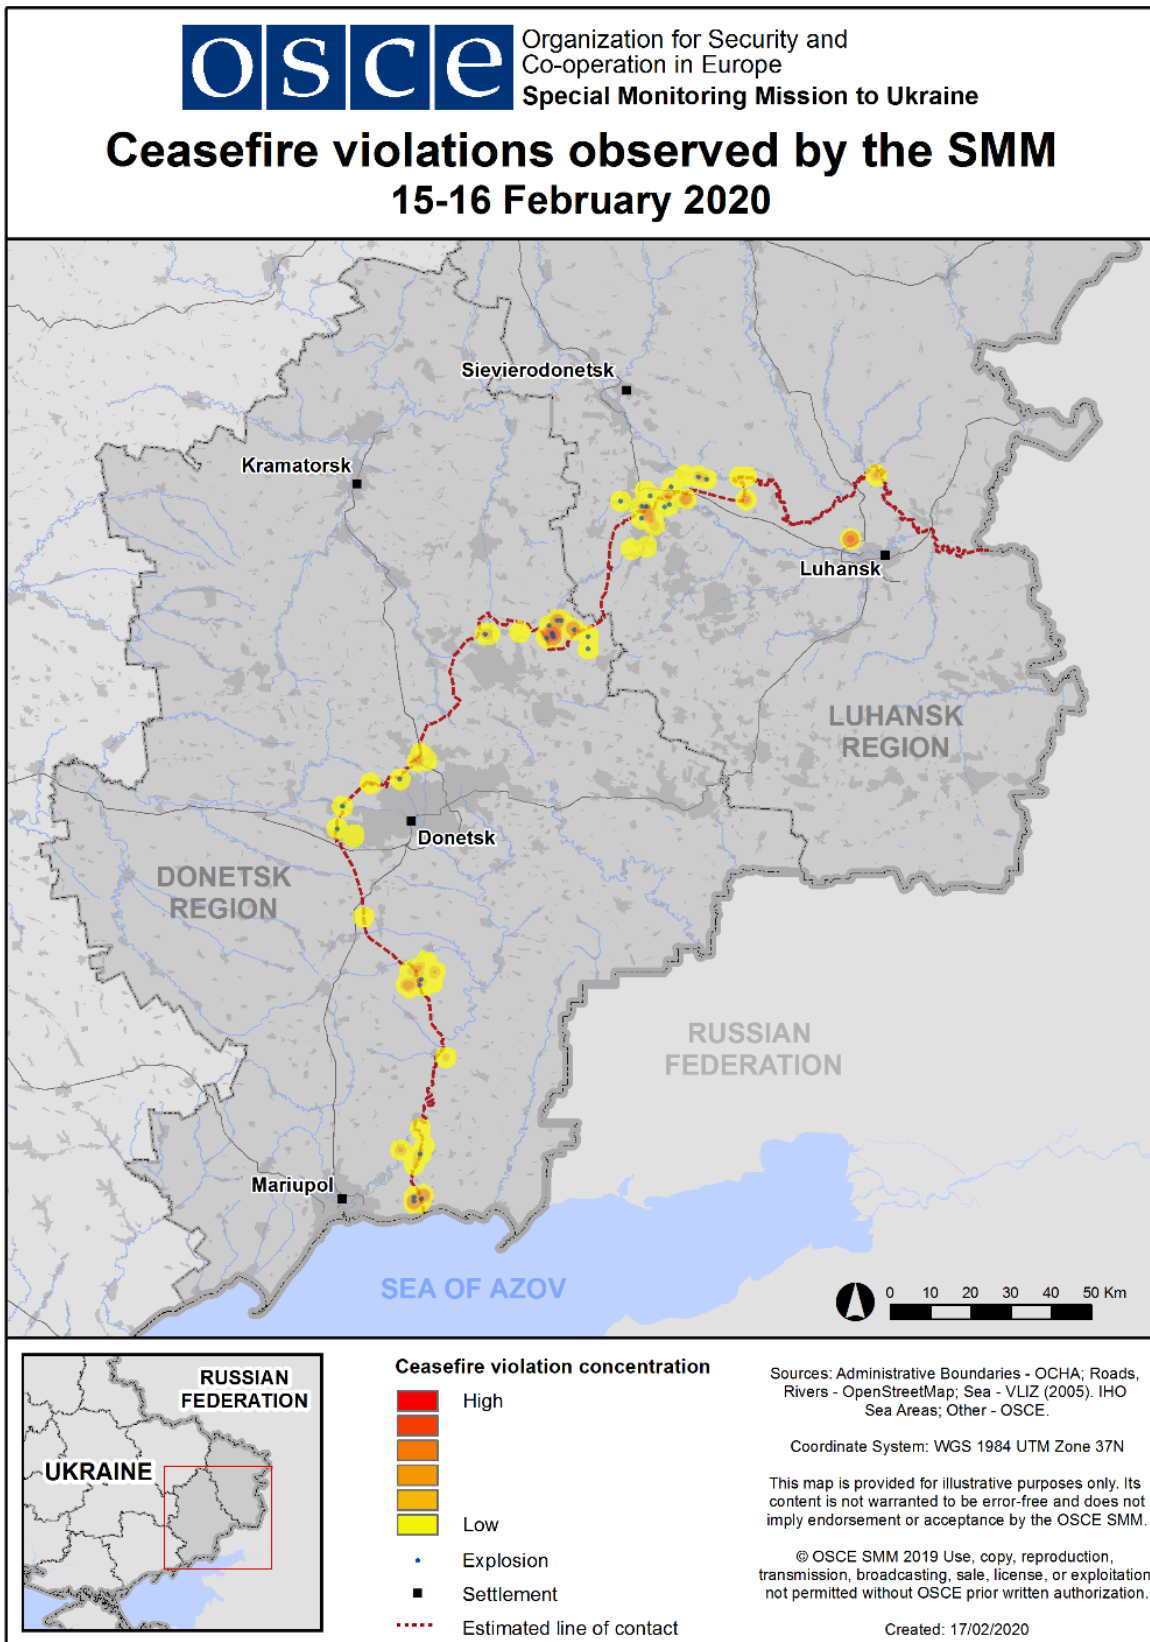 osce
Organization for Security and
Co-operation in Europe
Special Monitoring Mission to Ukraine
Ceasefire violations observed by the SMM
15-16 February 2020
Sievierodonetsk
Kramatorsk
Luhansk
LUHANSK
REGION
Donetsk
DONETSK
REGION
RUSSIAN
FEDERATION
Mariupol
SEA OF AZOV
0 10 20 30 40 50 Km
RUSSIAN
FEDERATION
UKRAINE
Ceasefire violation concentration
High
Low
Explosion
Settlement
Estimated line of contact
Sources: Administrative Boundaries - OCHA; Roads,
Rivers - OpenStreetMap; Sea - VLIZ (2005). IHO
Sea Areas; Other - OSCE.
Coordinate System: WGS 1984 UTM Zone 37N
This map is provided for illustrative purposes only. Its
content is not warranted to be error-free and does not
imply endorsement or acceptance by the OSCE SMM.
© OSCE SMM 2019 Use, copy, reproduction,
transmission, broadcasting, sale, license, or exploitation
not permitted without OSCE prior written authorization.
Created: 17/02/2020